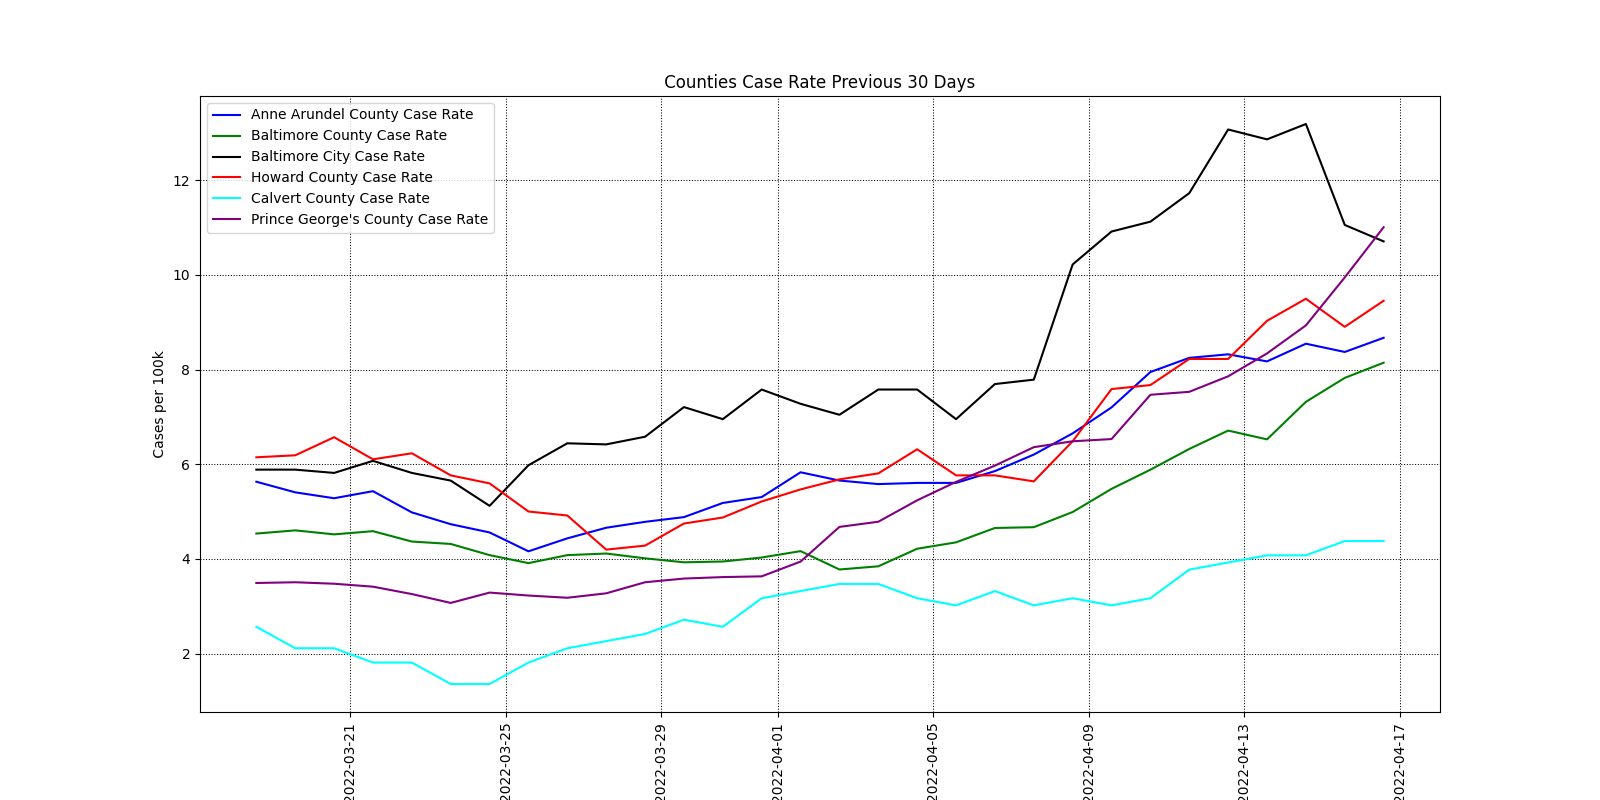 Counties Case Rate Previous 30 Days
Anne Arundel County Case Rate
Baltimore County Case Rate
Baltimore City Case Rate
Howard County Case Rate
Calvert County Case Rate
Prince George's County Case Rate
Cases per 100k
12
10
8
6
4
2
2022-03-21
2022-03-25
2022-03-29
2022-04-01
2022-04-05
2022-04-09
2022-04-13
2022-04-17